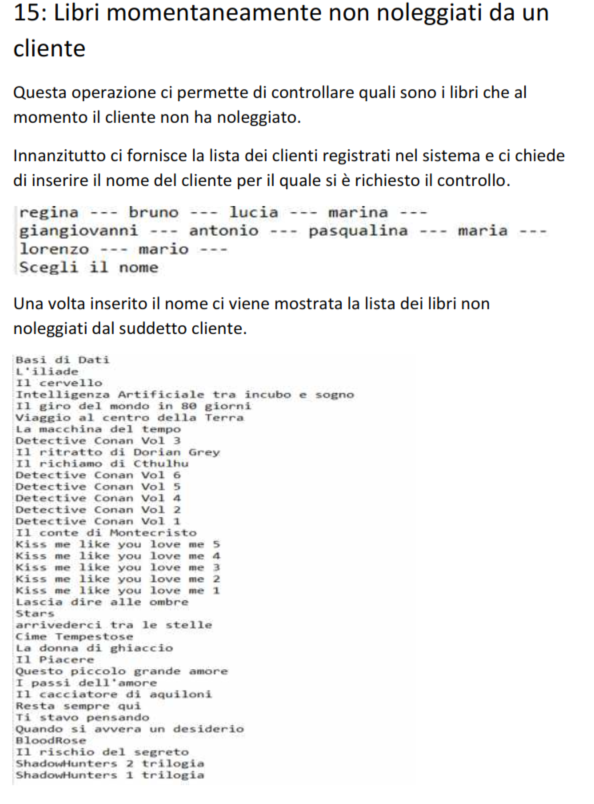 15: Libri momentaneamente non noleggiati da un
cliente
Questa operazione ci permette di controllare quali sono i libri che al
momento il cliente non ha noleggiato.
Innanzitutto ci fornisce la lista dei clienti registrati nel sistema e ci chiede
di inserire il nome del cliente per il quale si è richiesto il controllo.
regina --- bruno --- lucia --- marina ---
giangiovanni --- antonio --- pasqualina --- maria ---
lorenzo --- mario ---
Scegli il nome
Una volta inserito il nome ci viene mostrata la lista dei libri non
noleggiati dal suddetto cliente.
Basi di Dati
L'iliade
Il cervello
Intelligenza Artificiale tra incubo e sogno
Il giro del mondo in 80 giorni
Viaggio al centro della Terra
La macchina del tempo
Detective Conan Vol 3
Il ritratto di Dorian Grey
Il richiamo di Cthulhu
Detective Conan Vol 6
Detective Conan Vol 5
Detective Conan Vol 4
Detective Conan Vol 2
Detective Conan Vol 1
Il conte di Montecristo
Kiss me like you love me 5
Kiss me like you love me 4
Kiss me like you love me 3
Kiss me like you love me 2
Kiss me like you love me 1
Lascia dire alle ombre
Stars
arrivederci tra le stelle
Cime Tempestose
La donna di ghiaccio
Il Piacere
Questo piccolo grande amore
I passi dell'amore
Il cacciatore di aquiloni
Resta sempre qui
Ti stavo pensando
Quando si avvera un desiderio
BloodRose
Il rischio del segreto
ShadowHunters 2 trilogia
ShadowHunters 1 trilogia